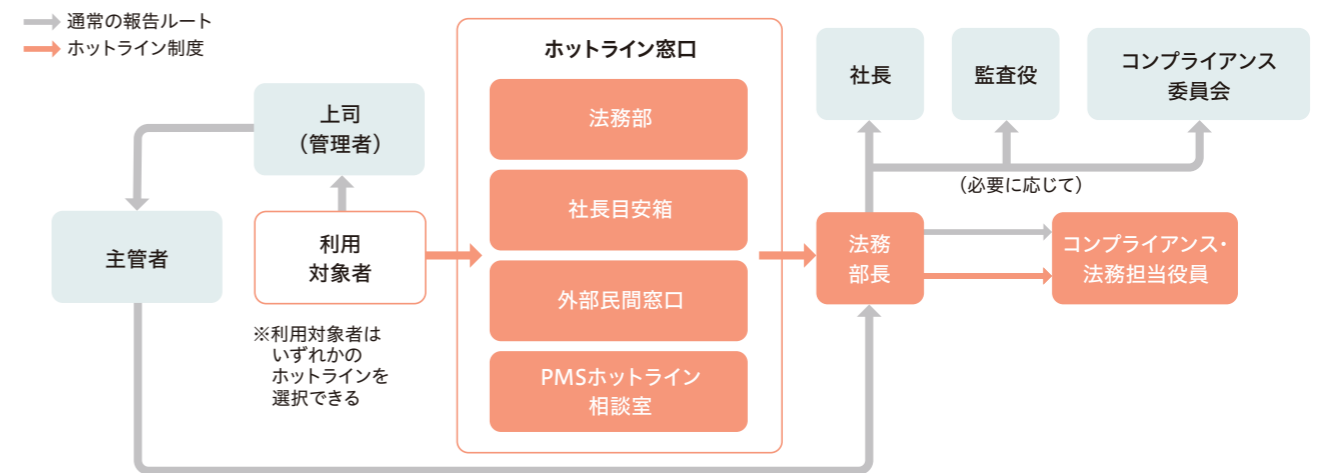 通常の報告ルート
ホットライン制度
上司
（管理者）
主管者
利用
対象者
※利用対象者は
いずれかの
ホットラインを
選択できる
ホットライン窓口
法務部
社長目安箱
外部民間窓口
PMSホットライン
相談室
社長
監査役
コンプライアンス
委員会
（必要に応じて）
法務
部長
コンプライアンス・
法務担当役員